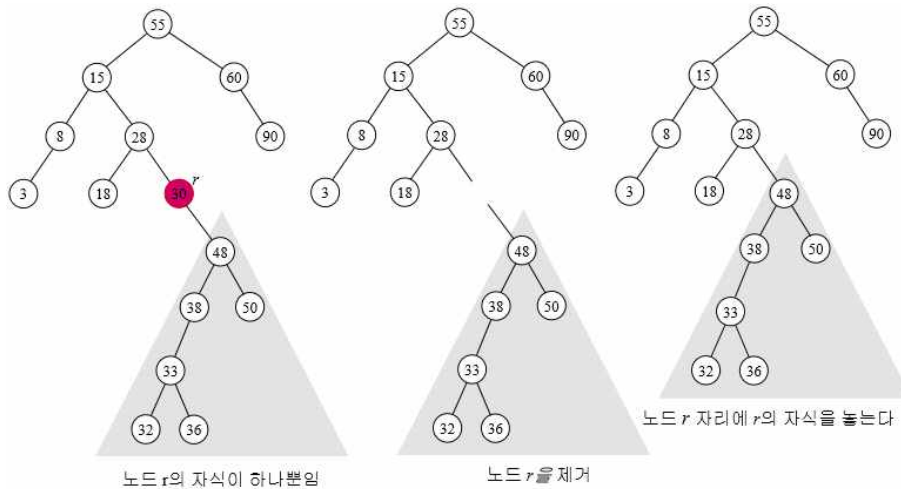 55 55 55
15 60 15 60 15 60
8 28 90 8 28 90 8 28 90
3 18 30 r 3 18 3 18 48
48 48 38 50
38 50 38 50 33
33 33 32 36
32 36 32 36
노드 r 자리에 r의 자식을 놓는다
노드 r의 자식이 하나뿐임 노드 r을 제거